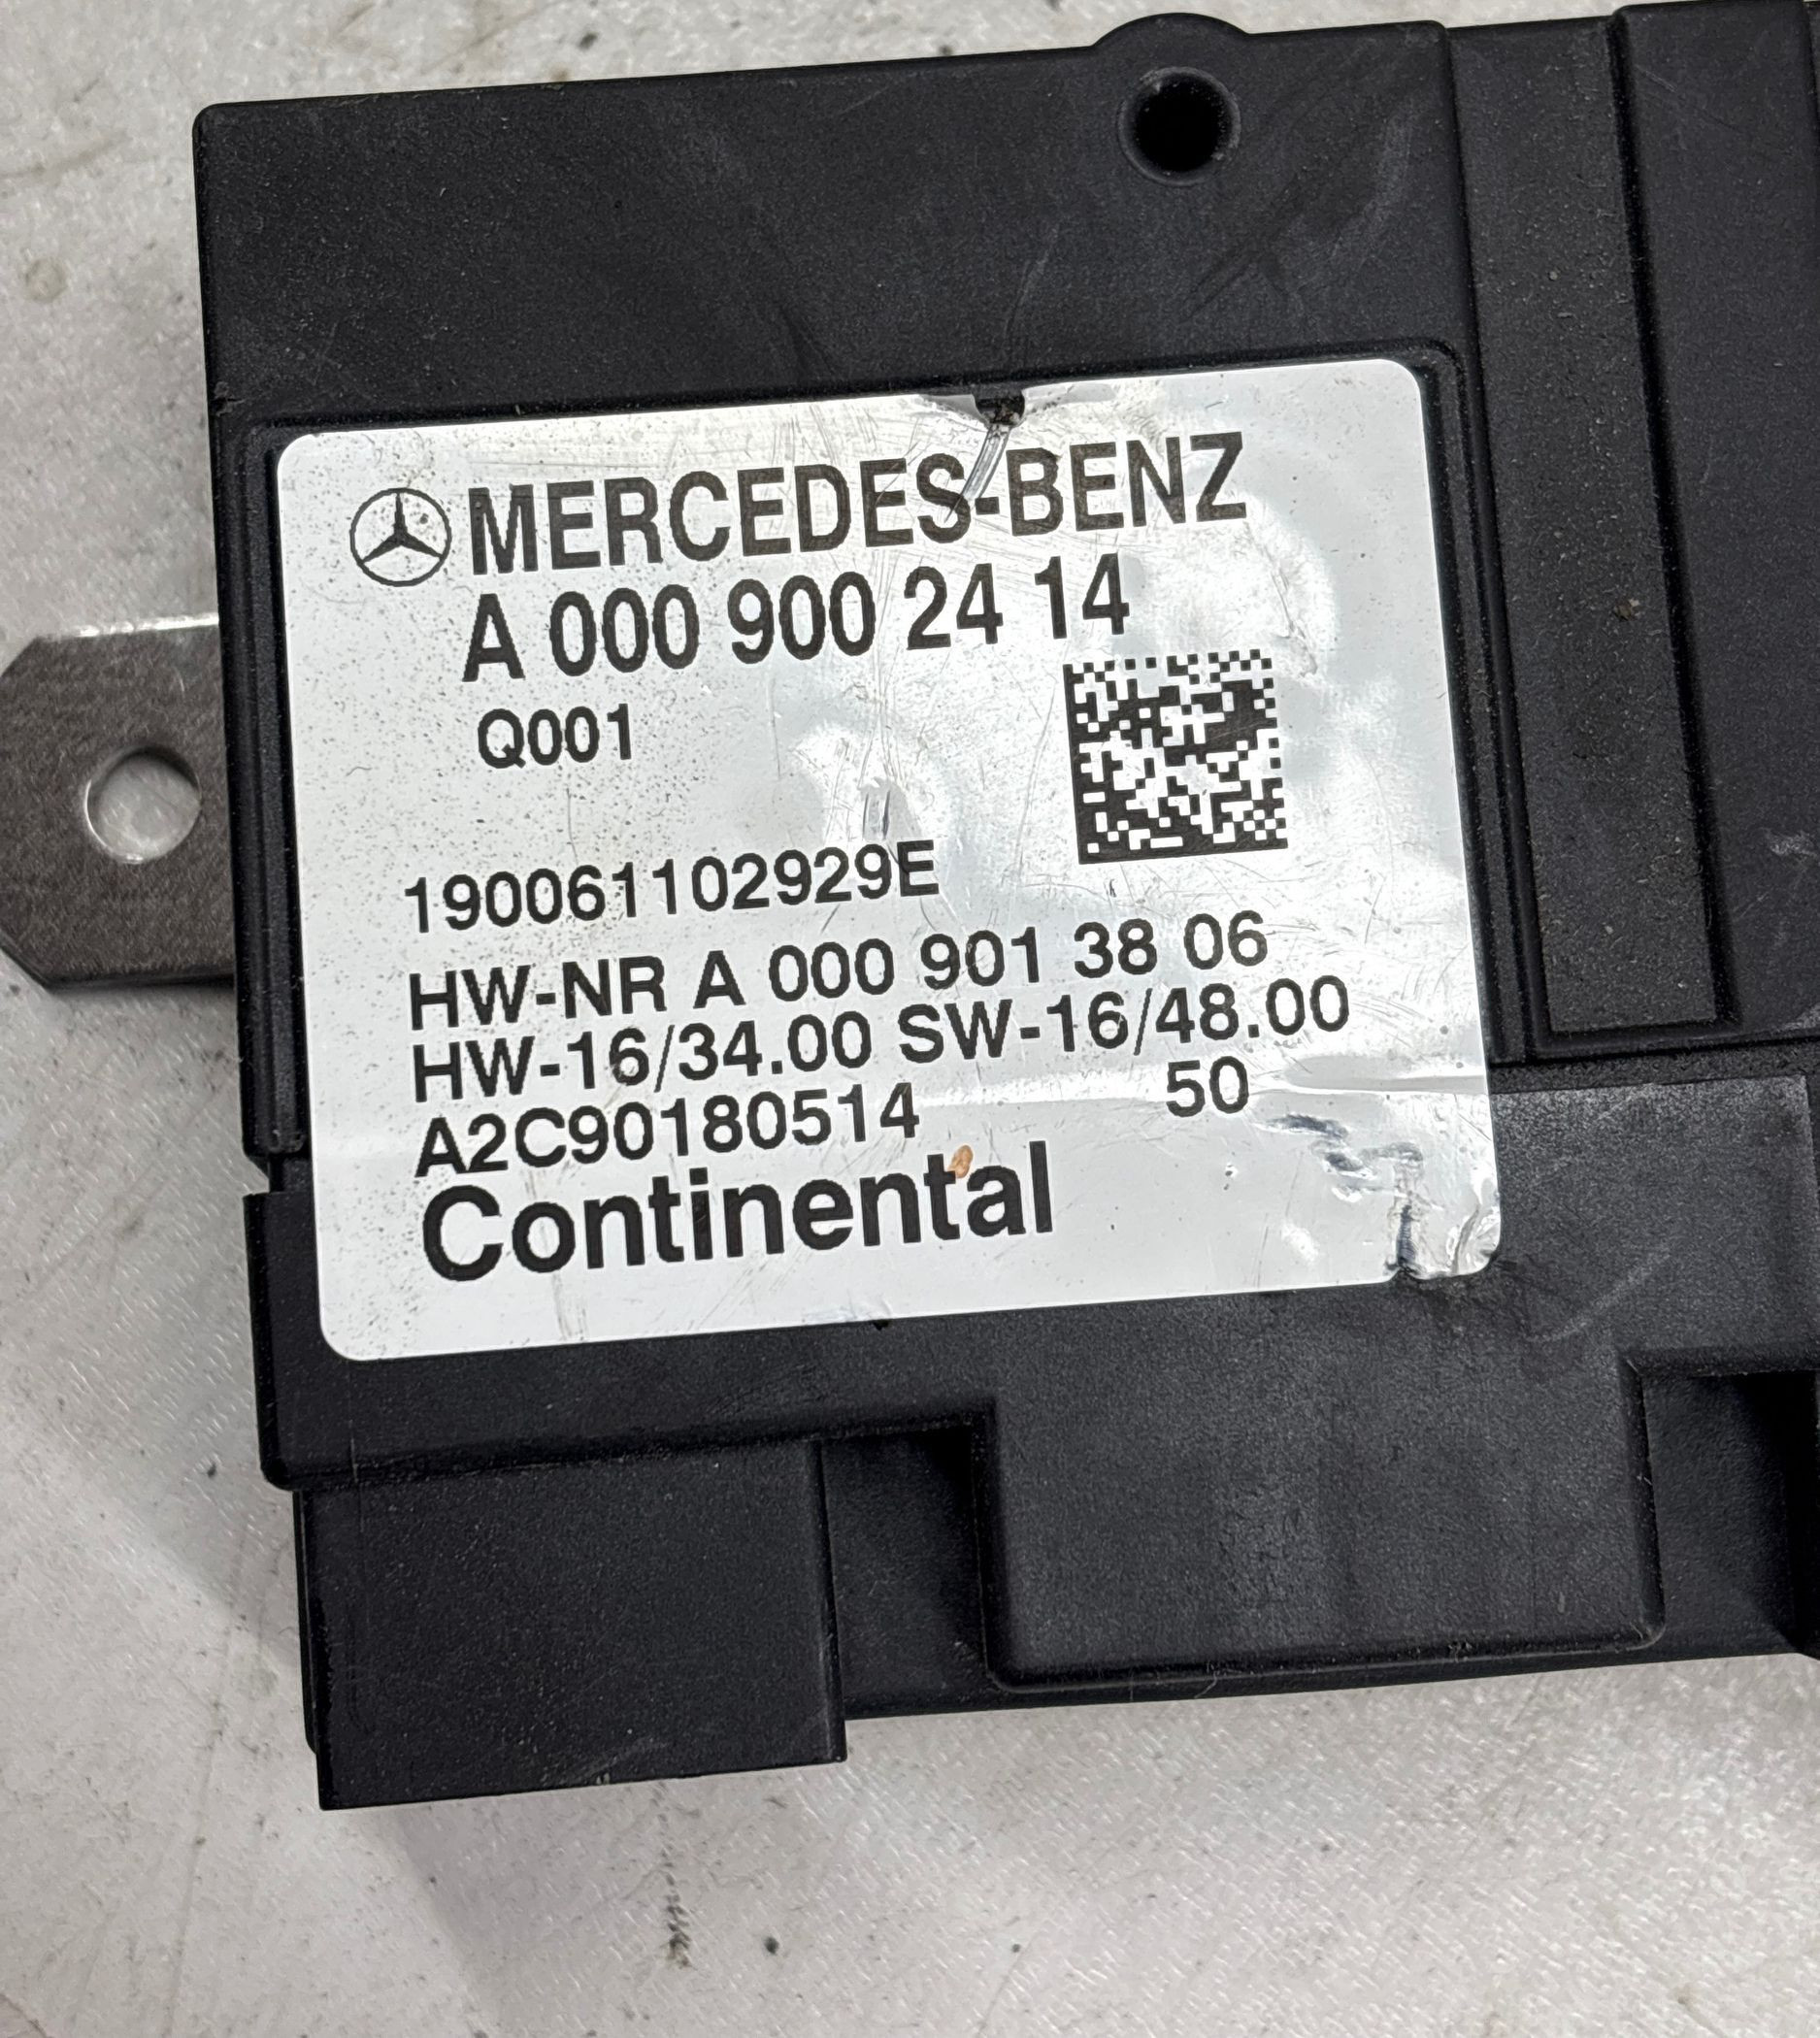 MERCEDES-BENZ
A 000 900 24 14
Q001
190061102929E
HW-NR A 000 901 38 06
HW-16/34.00 SW-16/48.00
A2C90180514 50
Continental